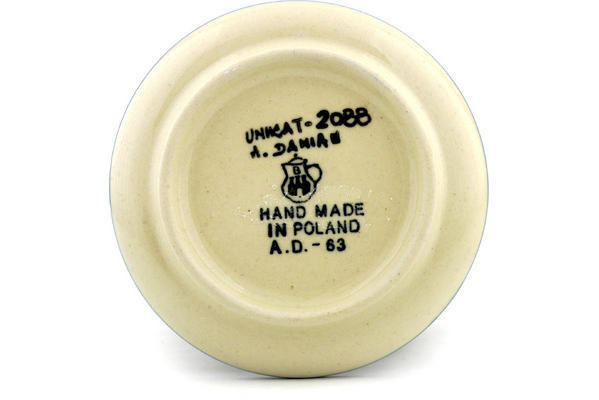 UNIKAT-2088
A. DAMIAN
B
HAND MADE
IN POLAND
A.D.-63